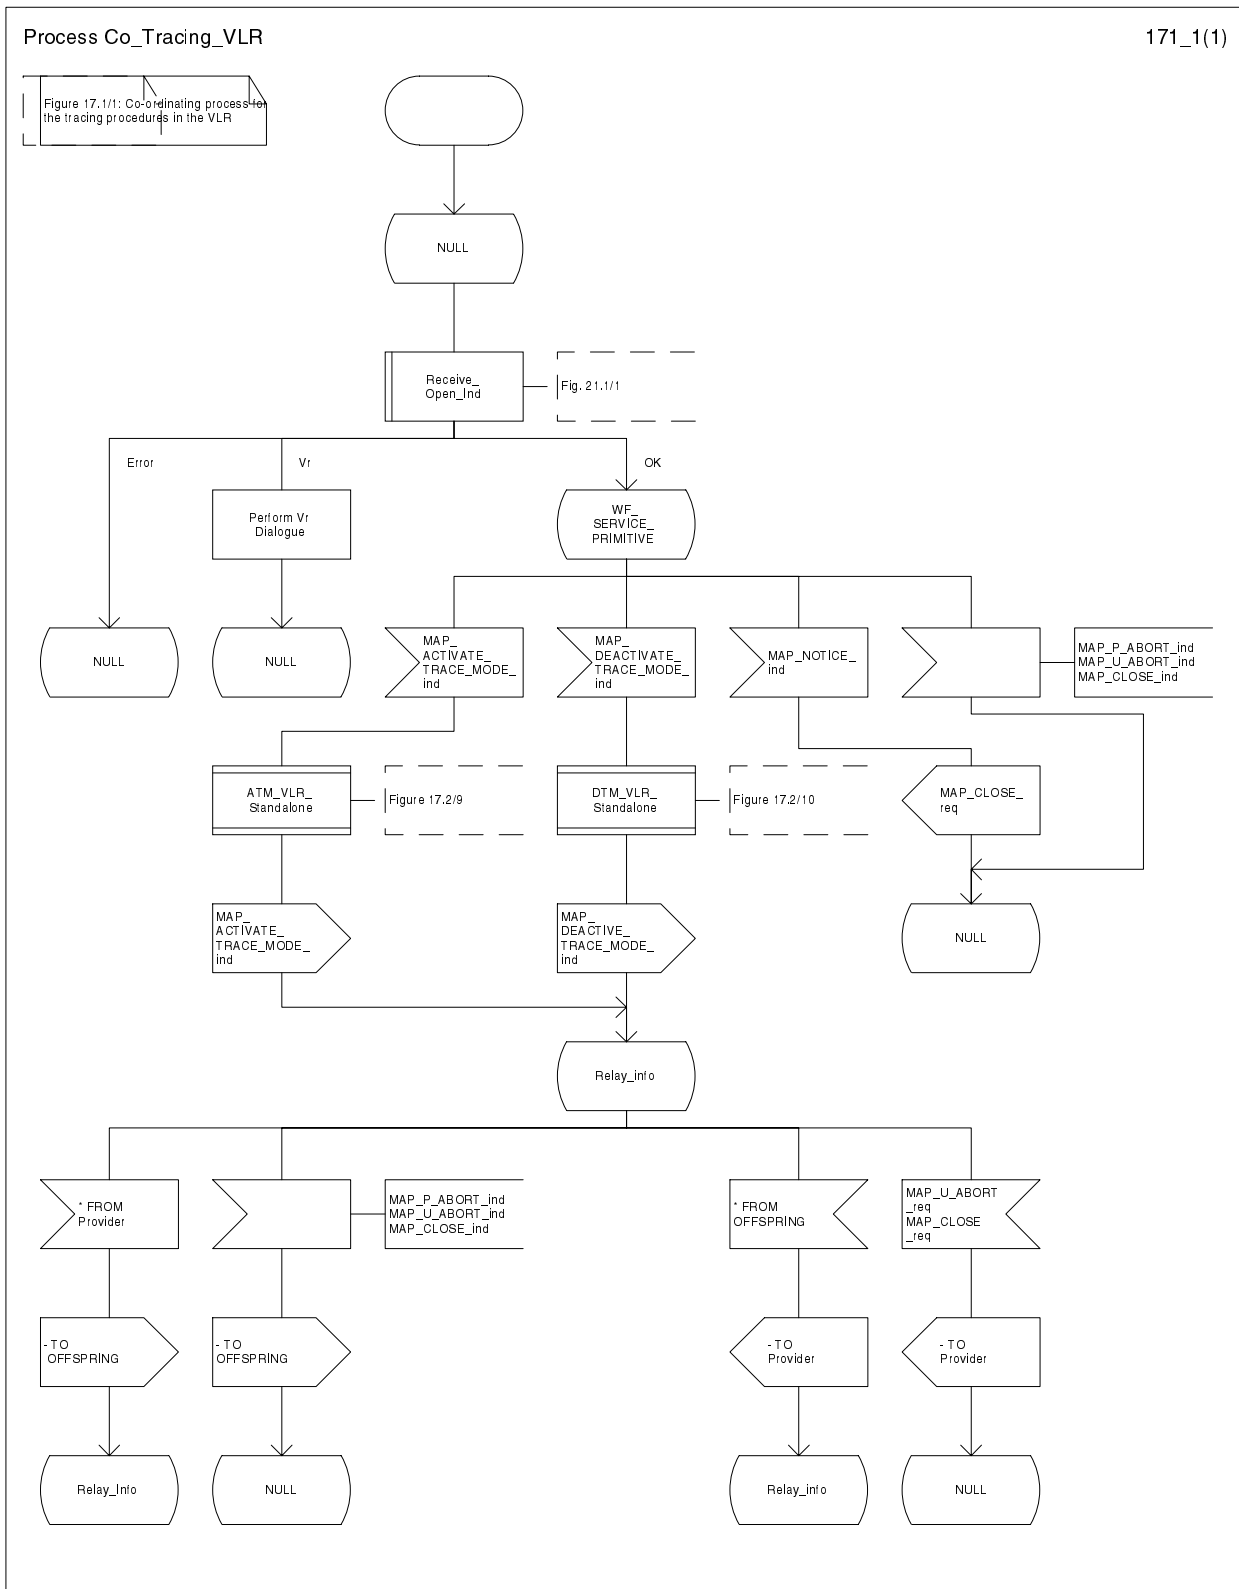 Process Co_Tracing_VLR
171_1(1)
Figure 17.1/1: Co-ordinating process for
the tracing procedures in the VLR
NULL
Receive_
Open_Ind
Fig. 21.1/1
Error
Vr
OK
Perform Vr
Dialogue
WF_
SERVICE_
PRIMITIVE
NULL
NULL
MAP_
ACTIVATE_
TRACE_MODE_
ind
MAP_
DEACTIVATE_
TRACE_MODE_
ind
MAP_NOTICE_
ind
MAP_P_ABORT_ind
MAP_U_ABORT_ind
MAP_CLOSE_ind
ATM_VLR_
Standalone
Figure 17.2/9
DTM_VLR_
Standalone
Figure 17.2/10
MAP_CLOSE_
req
MAP_
ACTIVATE_
TRACE_MODE_
ind
MAP_
DEACTIVE_
TRACE_MODE_
ind
NULL
Relay_info
* FROM
Provider
MAP_P_ABORT_ind
MAP_U_ABORT_ind
MAP_CLOSE_ind
* FROM
OFFSPRING
MAP_U_ABORT
_req
MAP_CLOSE
_req
- TO
OFFSPRING
- TO
OFFSPRING
- TO
Provider
- TO
Provider
Relay_Info
NULL
Relay_info
NULL